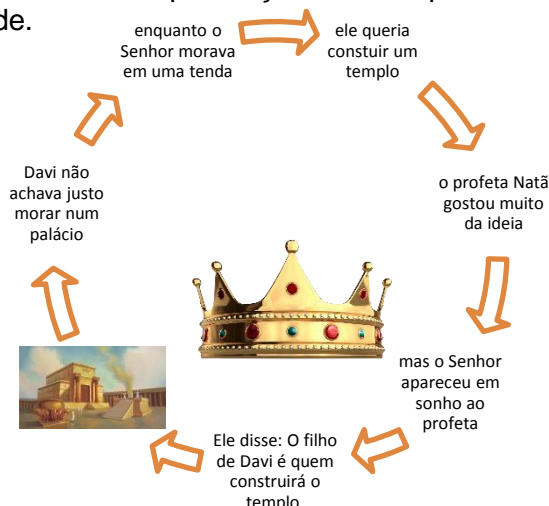 de.
enquanto o
Senhor morava
em uma tenda
ele queria
constuir um
templo
o profeta Natã
gostou muito
da ideia
mas o Senhor
apareceu em
sonho ao
profeta
Ele disse: O filho
de Davi é quem
construirá o
templo
Davi não
achava justo
morar num
palácio